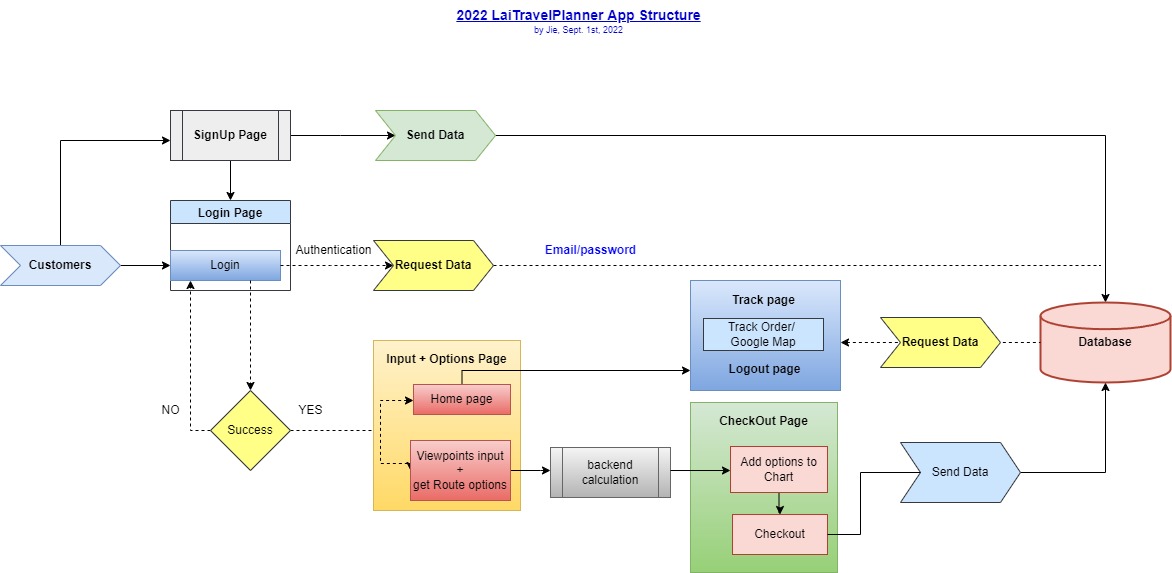 2022 LaiTravelPlanner App Structure
by Jie, Sept. 1st, 2022
SignUp Page
Send Data
Login Page
Customers
Login
Authentication
Request Data
Email/password
Track page
Track Order/
Google Map
Logout page
Request Data
Database
Input + Options Page
Home page
NO
Success
YES
Viewpoints input
+
get Route options
backend
calculation
CheckOut Page
Add options to
Chart
Checkout
Send Data